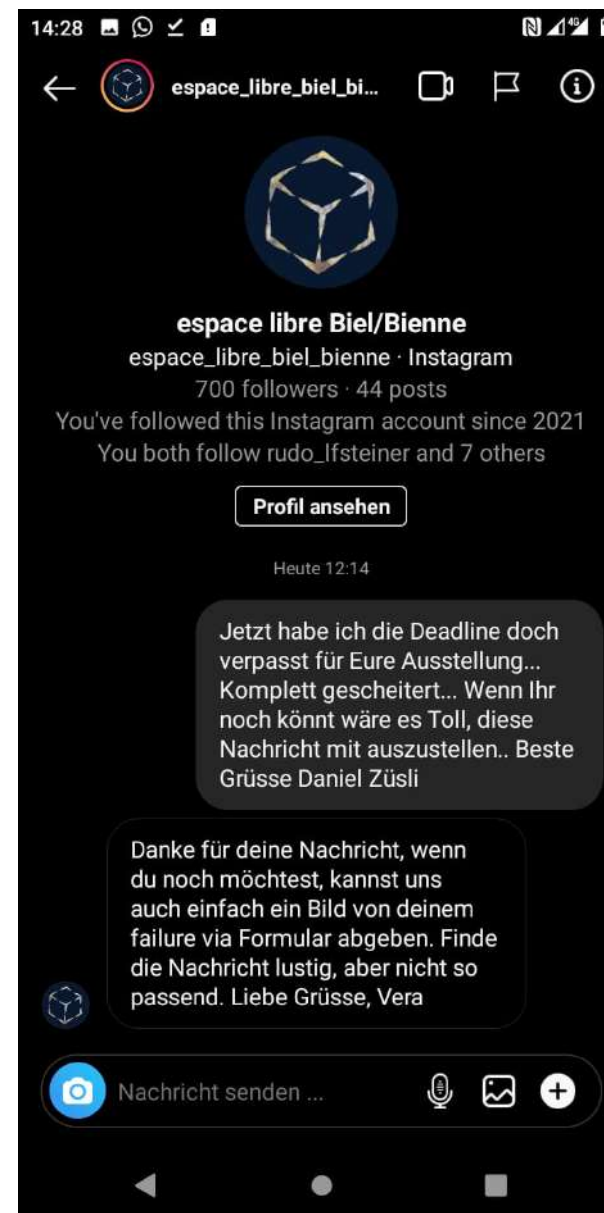 14:28
4G
espace_libre_biel_bi...
espace libre Biel/Bienne
espace_libre_biel_bienne · Instagram
700 followers · 44 posts
You've followed this Instagram account since 2021
You both follow rudo_lfsteiner and 7 others
Profil ansehen
Heute 12:14
Jetzt habe ich die Deadline doch
verpasst für Eure Ausstellung...
Komplett gescheitert... Wenn Ihr
noch könnt wäre es Toll, diese
Nachricht mit auszustellen.. Beste
Grüsse Daniel Züsli
Danke für deine Nachricht, wenn
du noch möchtest, kannst uns
auch einfach ein Bild von deinem
failure via Formular abgeben. Finde
die Nachricht lustig, aber nicht so
passend. Liebe Grüsse, Vera
Nachricht senden ...